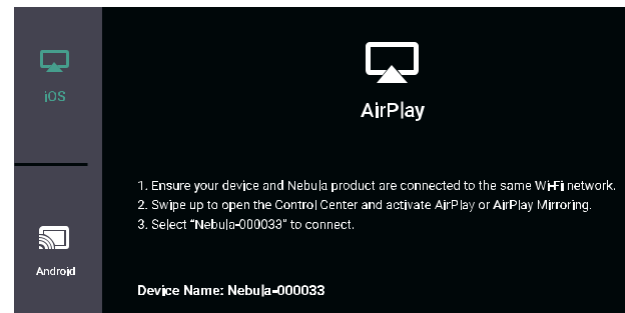 iOS
AirPlay
1. Ensure your device and Nebula product are connected to the same Wi-Fi network.
2. Swipe up to open the Control Center and activate AirPlay or AirPlay Mirroring.
3. Select “Nebula-000033” to connect.
Android
Device Name: Nebula-000033